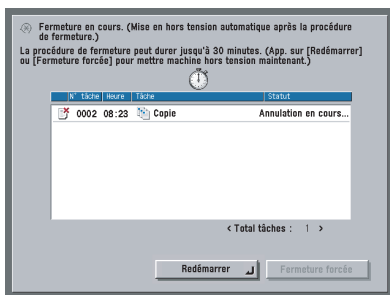 Fermeture en cours. (Mise en hors tension automatique après la procédure
de fermeture.)
La procédure de fermeture peut durer jusqu'à 30 minutes. (App. sur [Redémarrer]
ou [Fermeture forcée] pour mettre machine hors tension maintenant.)
N° tâche Heure Tâche Statut
0002 08:23 Copie Annulation en cours...
< Total tâches : 1 >
Redémarrer Fermeture forcée